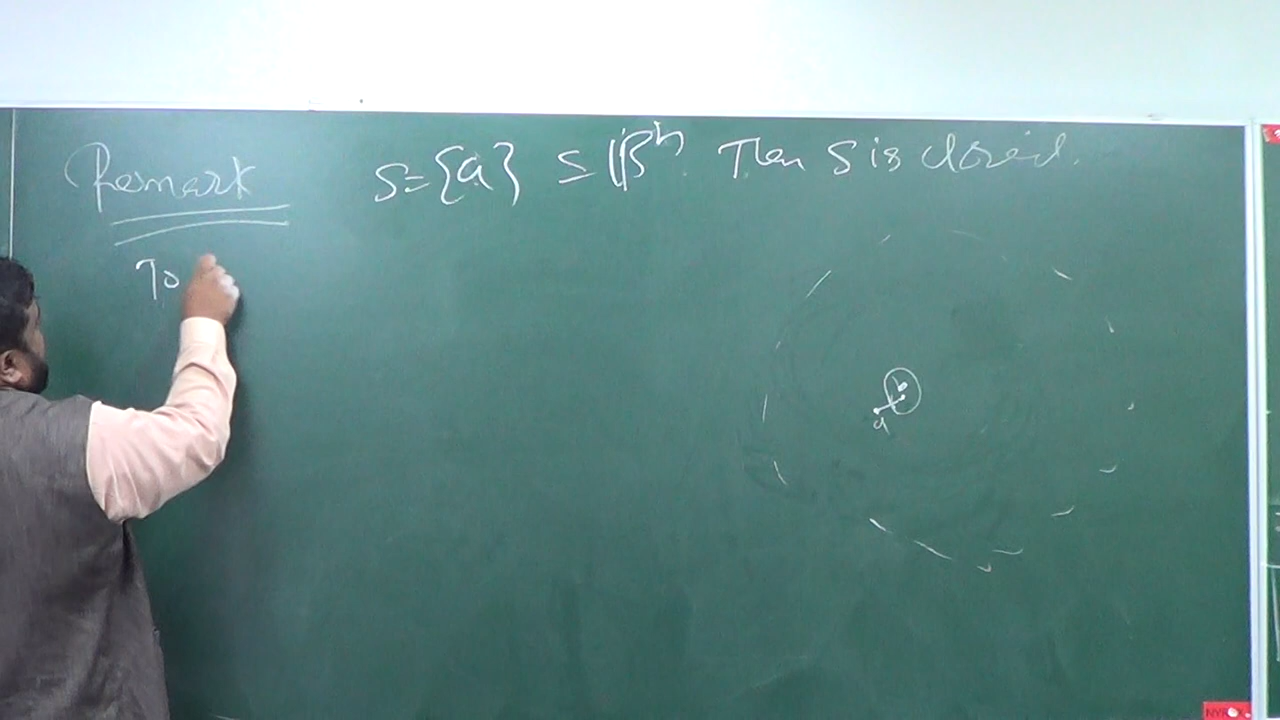 Remark S = {a} ⊆ ℝⁿ. Then S is closed.
To
b
a